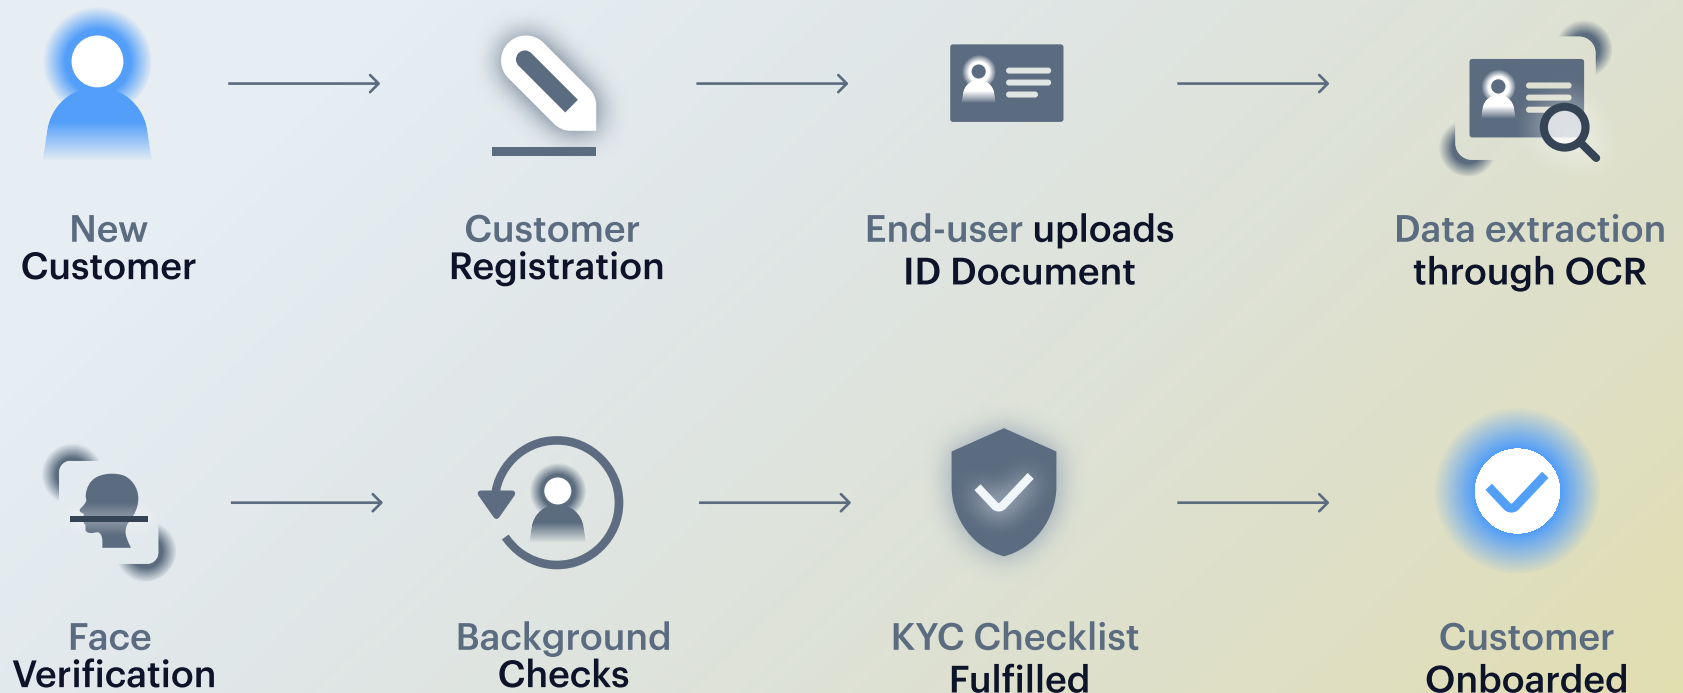 New
Customer
Customer
Registration
End-user uploads
ID Document
Data extraction
through OCR
Face
Verification
Background
Checks
KYC Checklist
Fulfilled
Customer
Onboarded